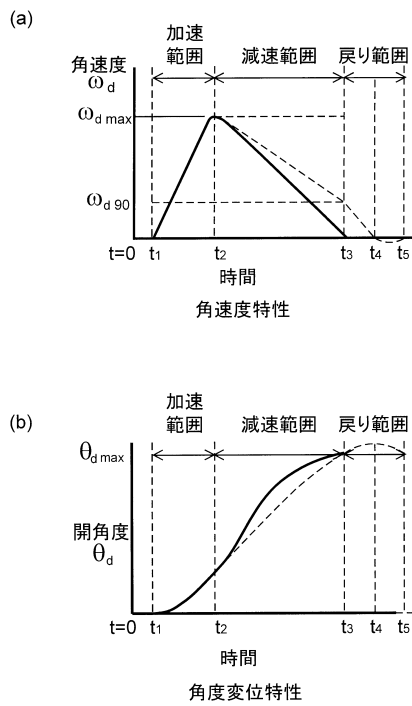 (a)
加速
範囲
減速範囲
戻り範囲
角速度
ωd
ωd max
ωd 90
t=0
t1
t2
t3
t4
t5
時間
角速度特性
(b)
加速
範囲
減速範囲
戻り範囲
θd max
開角度
θd
t=0
t1
t2
t3
t4
t5
時間
角度変位特性